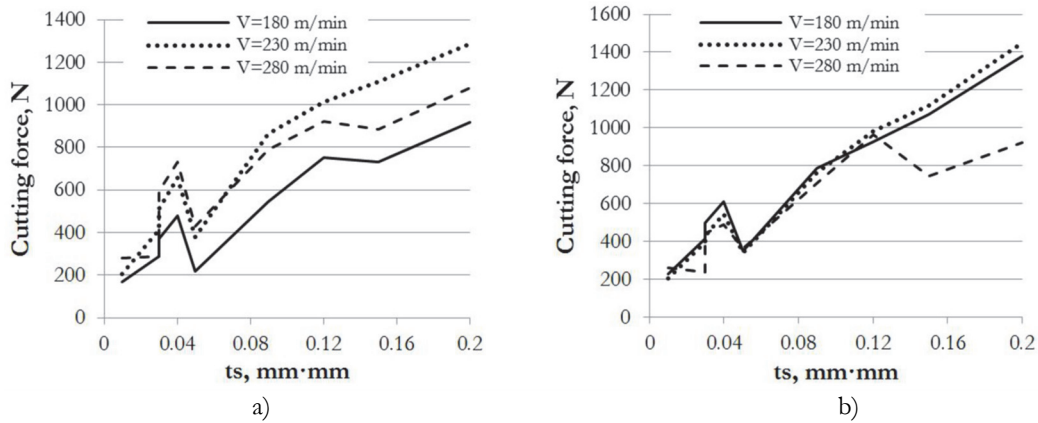 1400
1200
1000
800
600
400
200
0
Cutting force, N
V=180 m/min
V=230 m/min
V=280 m/min
0 0.04 0.08 0.12 0.16 0.2
ts, mm·mm
a)
1600
1400
1200
1000
800
600
400
200
0
Cutting force, N
V=180 m/min
V=230 m/min
V=280 m/min
0 0.04 0.08 0.12 0.16 0.2
ts, mm·mm
b)